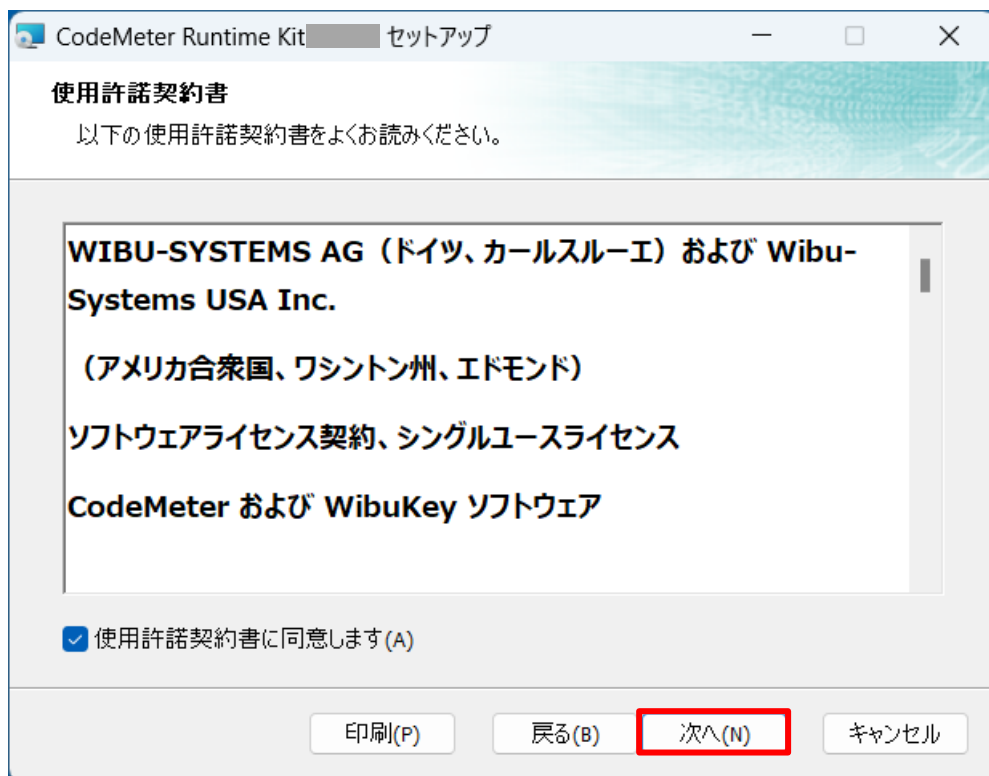 CodeMeter Runtime Kit セットアップ
使用許諾契約書
以下の使用許諾契約書をよくお読みください。
WIBU-SYSTEMS AG（ドイツ、カールスルーエ）および Wibu-
Systems USA Inc.
（アメリカ合衆国、ワシントン州、エドモンド）
ソフトウェアライセンス契約、シングルユースライセンス
CodeMeter および WibuKey ソフトウェア
使用許諾契約書に同意します(A)
印刷(P) 戻る(B) 次へ(N) キャンセル